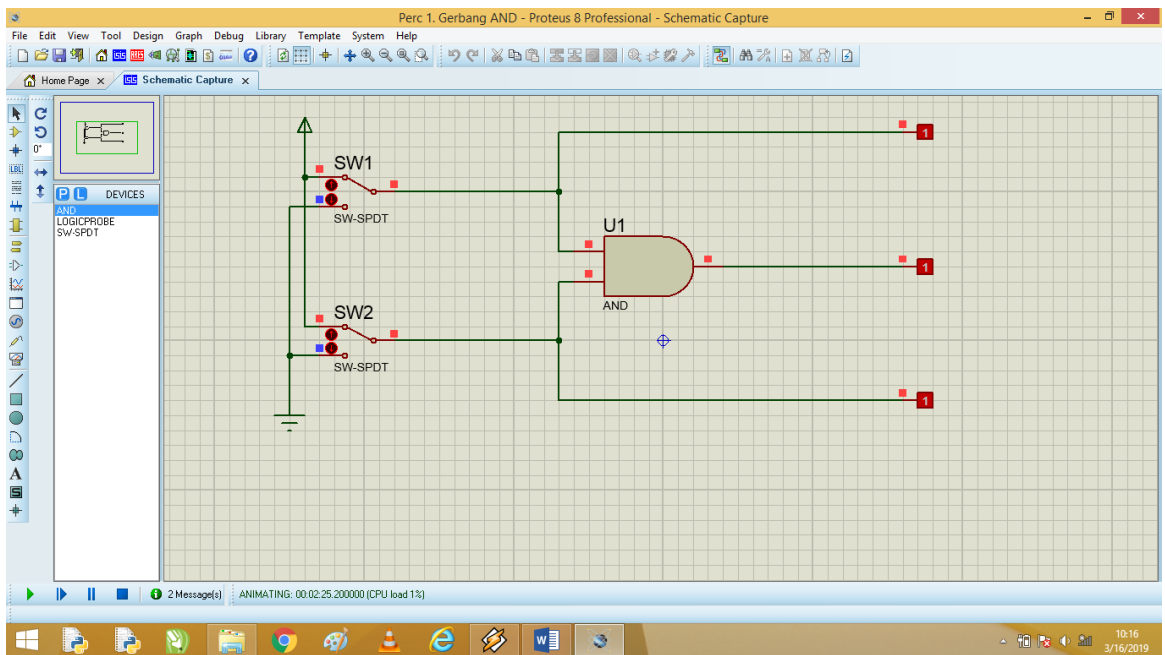 Perc 1. Gerbang AND - Proteus 8 Professional - Schematic Capture
File Edit View Tool Design Graph Debug Library Template System Help
Home Page x
ISIS Schematic Capture x
0°
LBL
A
S
P L DEVICES
AND
LOGICPROBE
SW-SPDT
SW1
SW-SPDT
SW2
SW-SPDT
U1
AND
1
1
1
2 Message(s)
ANIMATING: 00:02:25.200000 (CPU load 1%)
10:16
3/16/2019